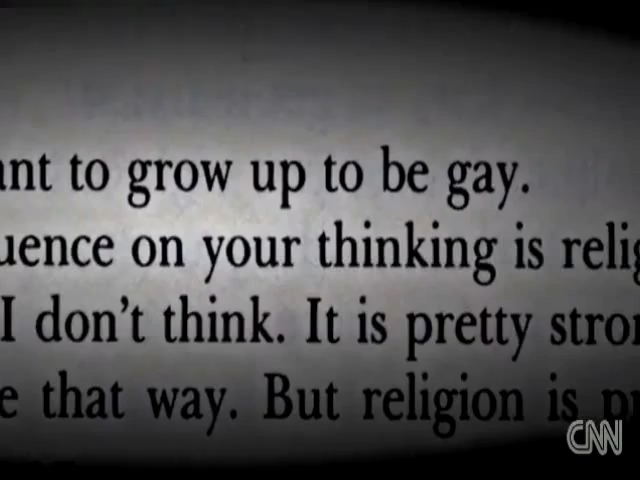 ant to grow up to be gay.
uence on your thinking is relig
I don't think. It is pretty stron
e that way. But religion is pr
CNN